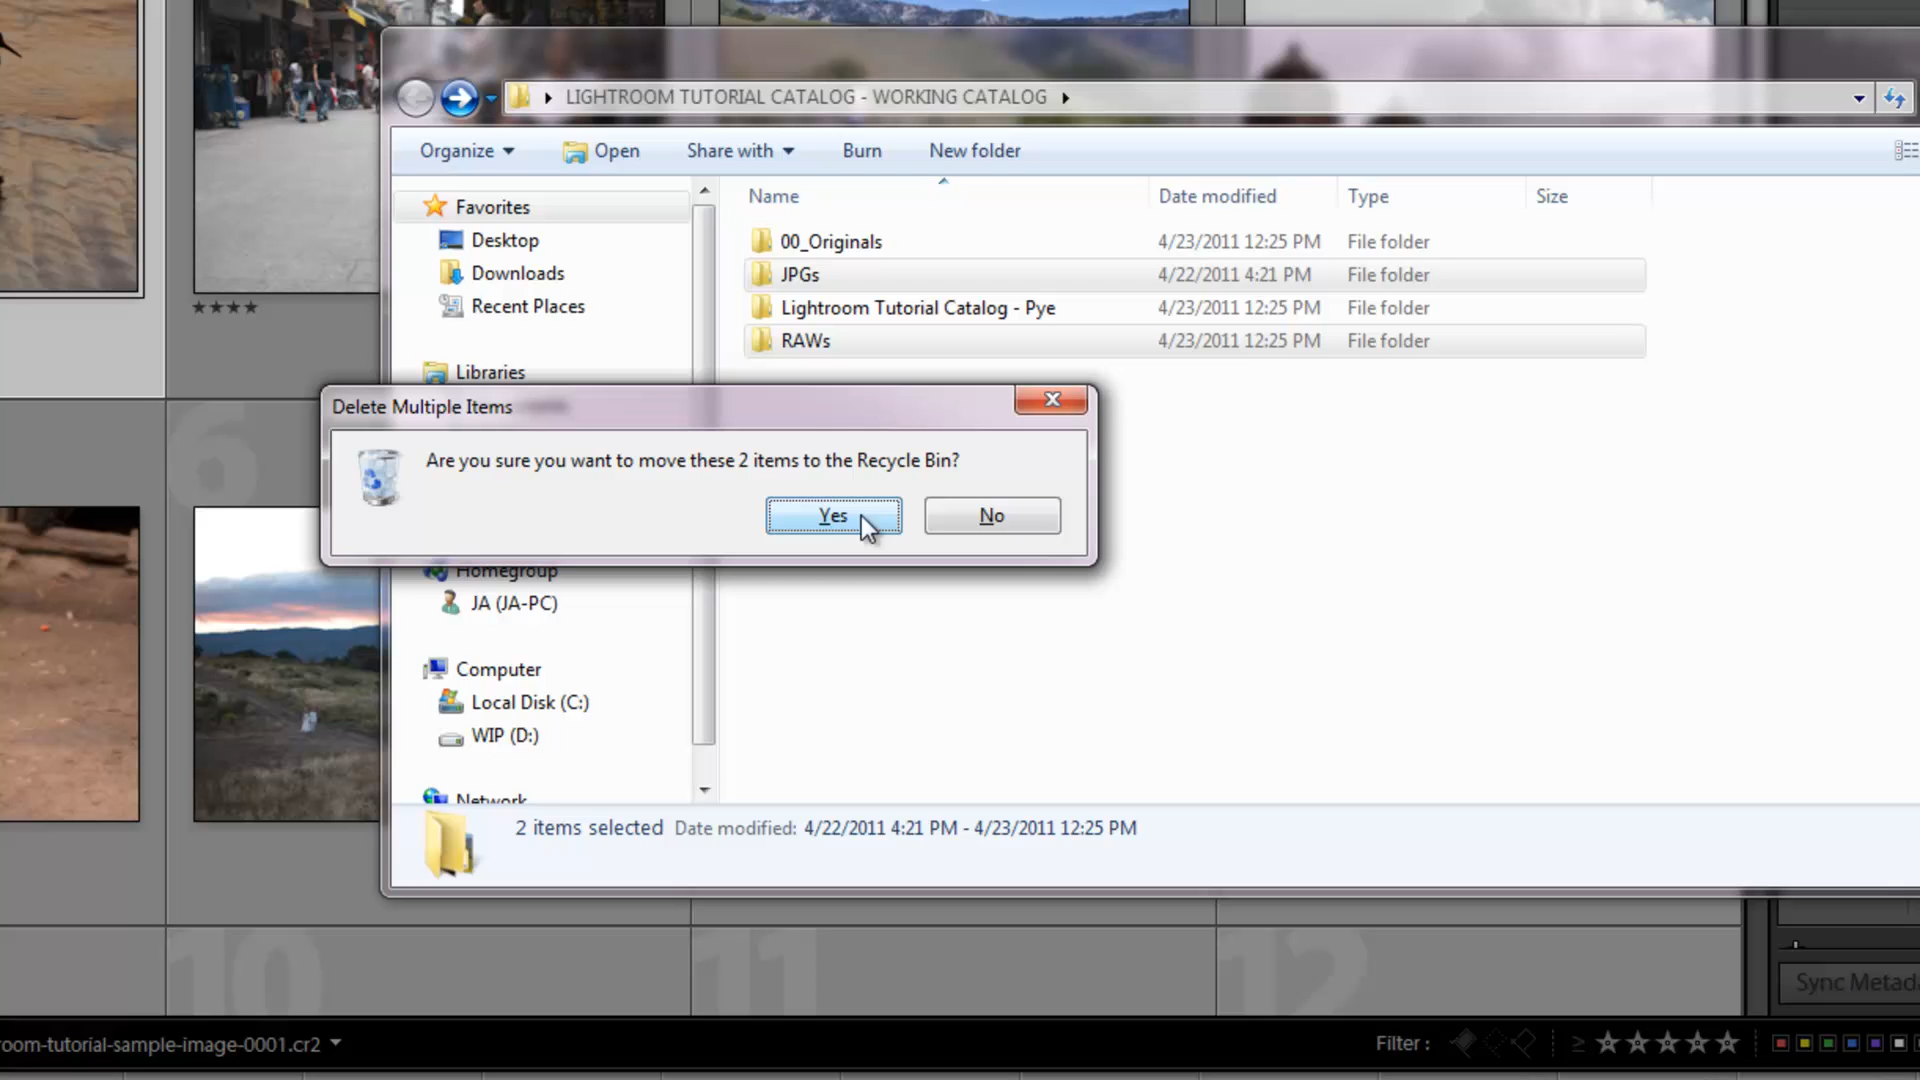 LIGHTROOM TUTORIAL CATALOG - WORKING CATALOG
Organize Open Share with Burn New folder
Name Date modified Type Size
Favorites
Desktop
Downloads
Recent Places
Libraries
00_Originals 4/23/2011 12:25 PM File folder
JPGs 4/22/2011 4:21 PM File folder
Lightroom Tutorial Catalog - Pye 4/23/2011 12:25 PM File folder
RAWs 4/23/2011 12:25 PM File folder
Delete Multiple Items
Are you sure you want to move these 2 items to the Recycle Bin?
Yes No
Homegroup
JA (JA-PC)
Computer
Local Disk (C:)
WIP (D:)
Network
2 items selected Date modified: 4/22/2011 4:21 PM - 4/23/2011 12:25 PM
6
10 11 12
Sync Metada
oom-tutorial-sample-image-0001.cr2 Filter : ≥